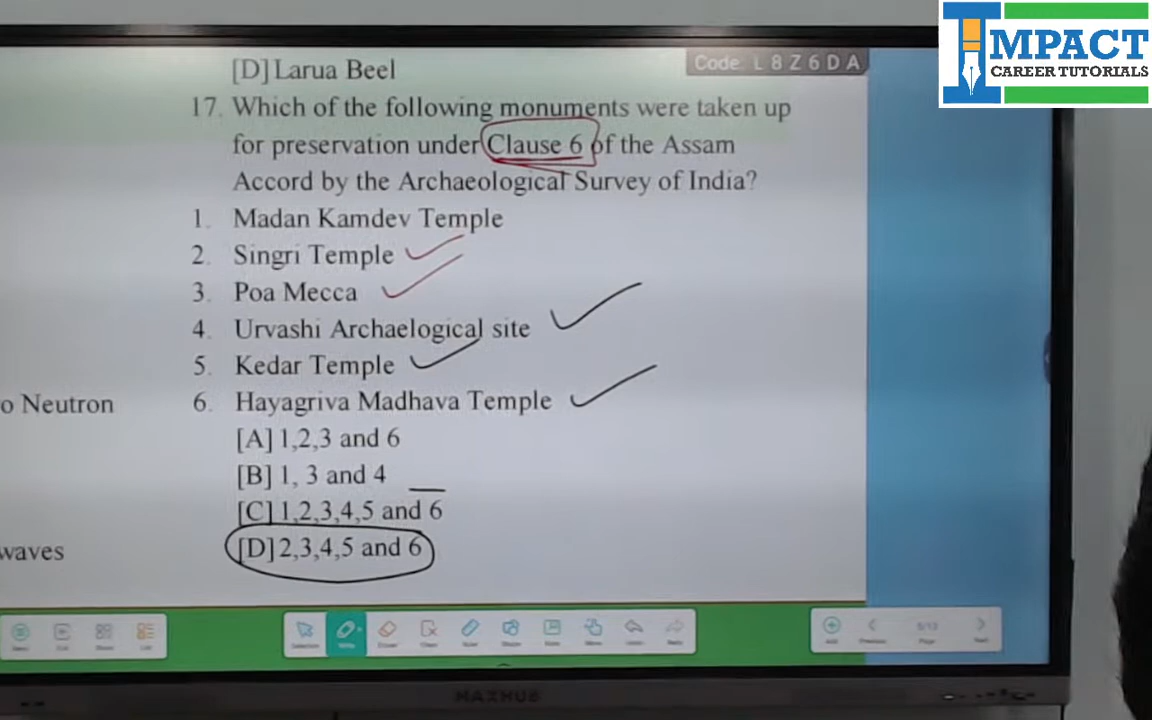 IMPACT
CAREER TUTORIALS
Code: L 8 Z 6 D A
[D] Larua Beel
17. Which of the following monuments were taken up
for preservation under Clause 6 of the Assam
Accord by the Archaeological Survey of India?
1. Madan Kamdev Temple
2. Singri Temple
3. Poa Mecca
4. Urvashi Archaelogical site
5. Kedar Temple
o Neutron
6. Hayagriva Madhava Temple
[A] 1,2,3 and 6
[B] 1, 3 and 4
[C] 1,2,3,4,5 and 6
[D] 2,3,4,5 and 6
waves
5/13
MAXHUB